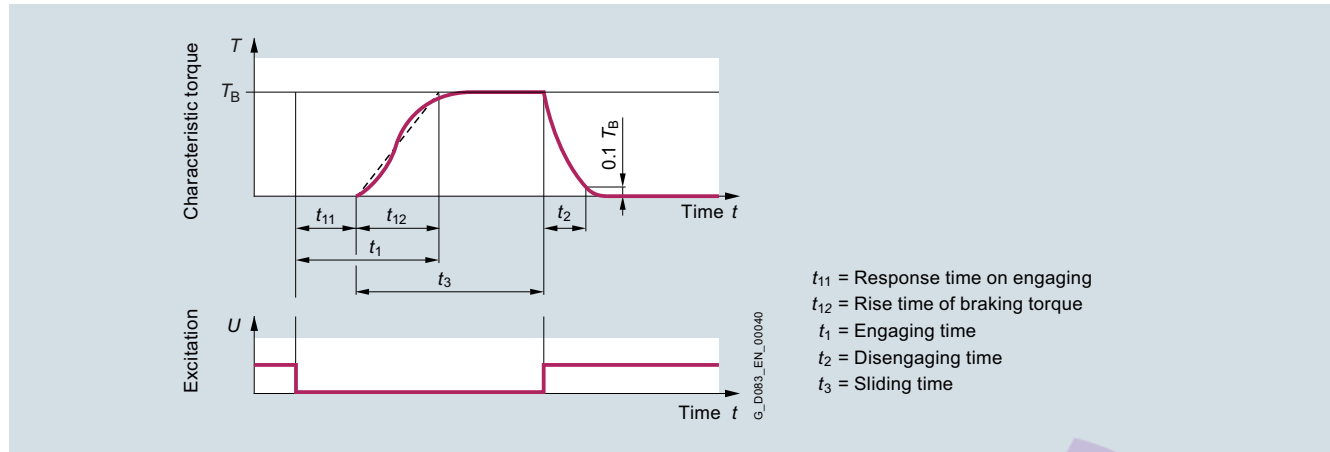 Characteristic torque
T
T_B
0.1 T_B
Time t
t_11
t_12
t_2
t_1
t_3
Excitation
U
Time t
G_D083_EN_00040
t_11 = Response time on engaging
t_12 = Rise time of braking torque
t_1 = Engaging time
t_2 = Disengaging time
t_3 = Sliding time